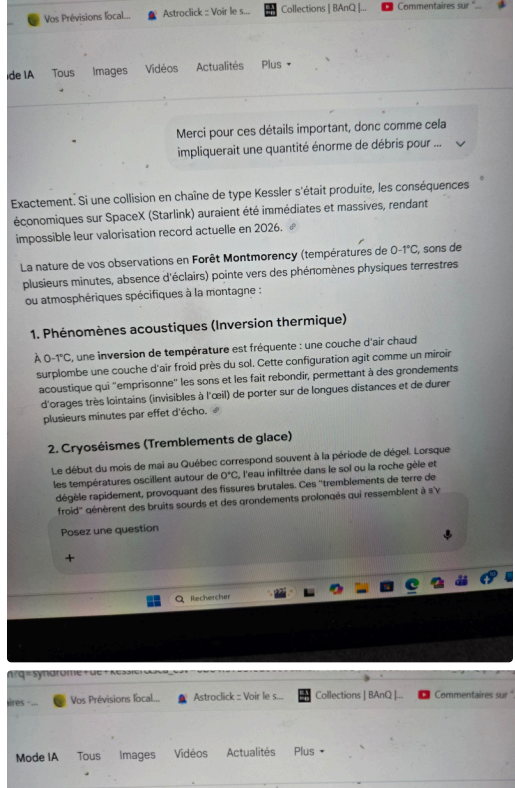 Vos Prévisions local...
Astroclick :: Voir le s...
Collections | BAnQ |...
Commentaires sur "...
de IA Tous Images Vidéos Actualités Plus
Merci pour ces détails important, donc comme cela
impliquerait une quantité énorme de débris pour ...
Exactement. Si une collision en chaîne de type Kessler s'était produite, les conséquences
économiques sur SpaceX (Starlink) auraient été immédiates et massives, rendant
impossible leur valorisation record actuelle en 2026.
La nature de vos observations en Forêt Montmorency (températures de 0-1°C, sons de
plusieurs minutes, absence d'éclairs) pointe vers des phénomènes physiques terrestres
ou atmosphériques spécifiques à la montagne :
1. Phénomènes acoustiques (Inversion thermique)
À 0-1°C, une inversion de température est fréquente : une couche d'air chaud
surplombe une couche d'air froid près du sol. Cette configuration agit comme un miroir
acoustique qui "emprisonne" les sons et les fait rebondir, permettant à des grondements
d'orages très lointains (invisibles à l'œil) de porter sur de longues distances et de durer
plusieurs minutes par effet d'écho.
2. Cryoséismes (Tremblements de glace)
Le début du mois de mai au Québec correspond souvent à la période de dégel. Lorsque
les températures oscillent autour de 0°C, l'eau infiltrée dans le sol ou la roche gèle et
dégèle rapidement, provoquant des fissures brutales. Ces "tremblements de terre de
froid" génèrent des bruits sourds et des grondements prolongés qui ressemblent à s'y
Posez une question
Rechercher
Vos Prévisions local...
Astroclick :: Voir le s...
Collections | BAnQ |...
Commentaires sur "
Mode IA Tous Images Vidéos Actualités Plus